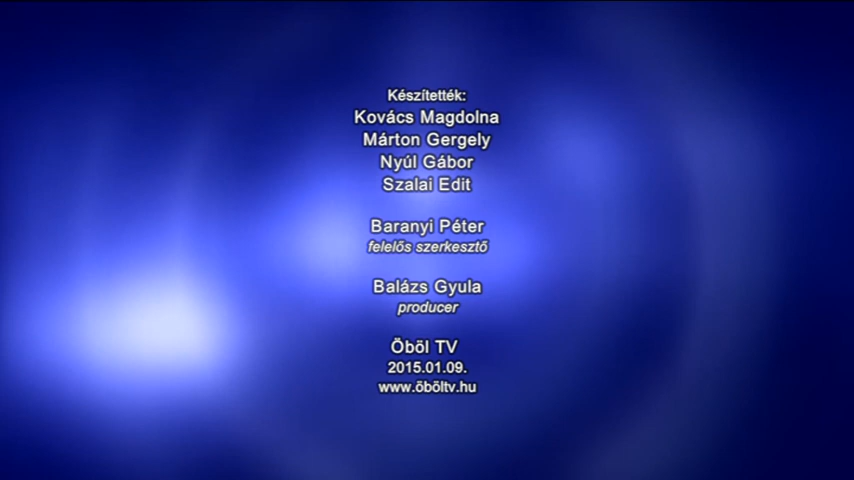 Készítették:
Kovács Magdolna
Márton Gergely
Nyúl Gábor
Szalai Edit
Baranyi Péter
felelős szerkesztő
Balázs Gyula
producer
Öböl TV
2015.01.09.
www.öböltv.hu